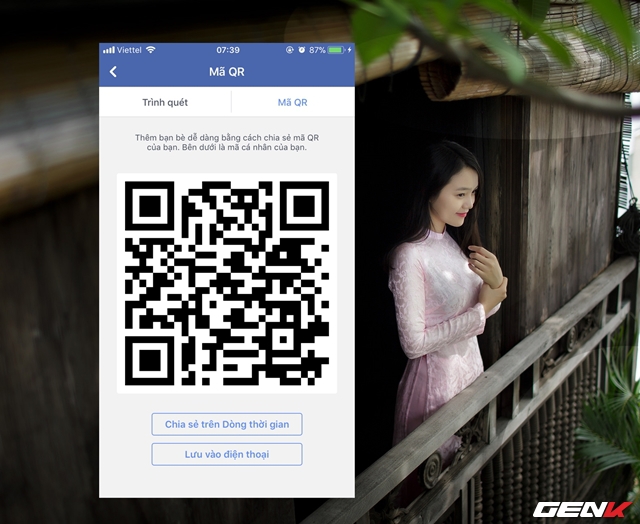 Viettel 07:39 87%
Mã QR
Trình quét Mã QR
Thêm bạn bè dễ dàng bằng cách chia sẻ mã QR
của bạn. Bên dưới là mã cá nhân của bạn.
Chia sẻ trên Dòng thời gian
Lưu vào điện thoại
GENK